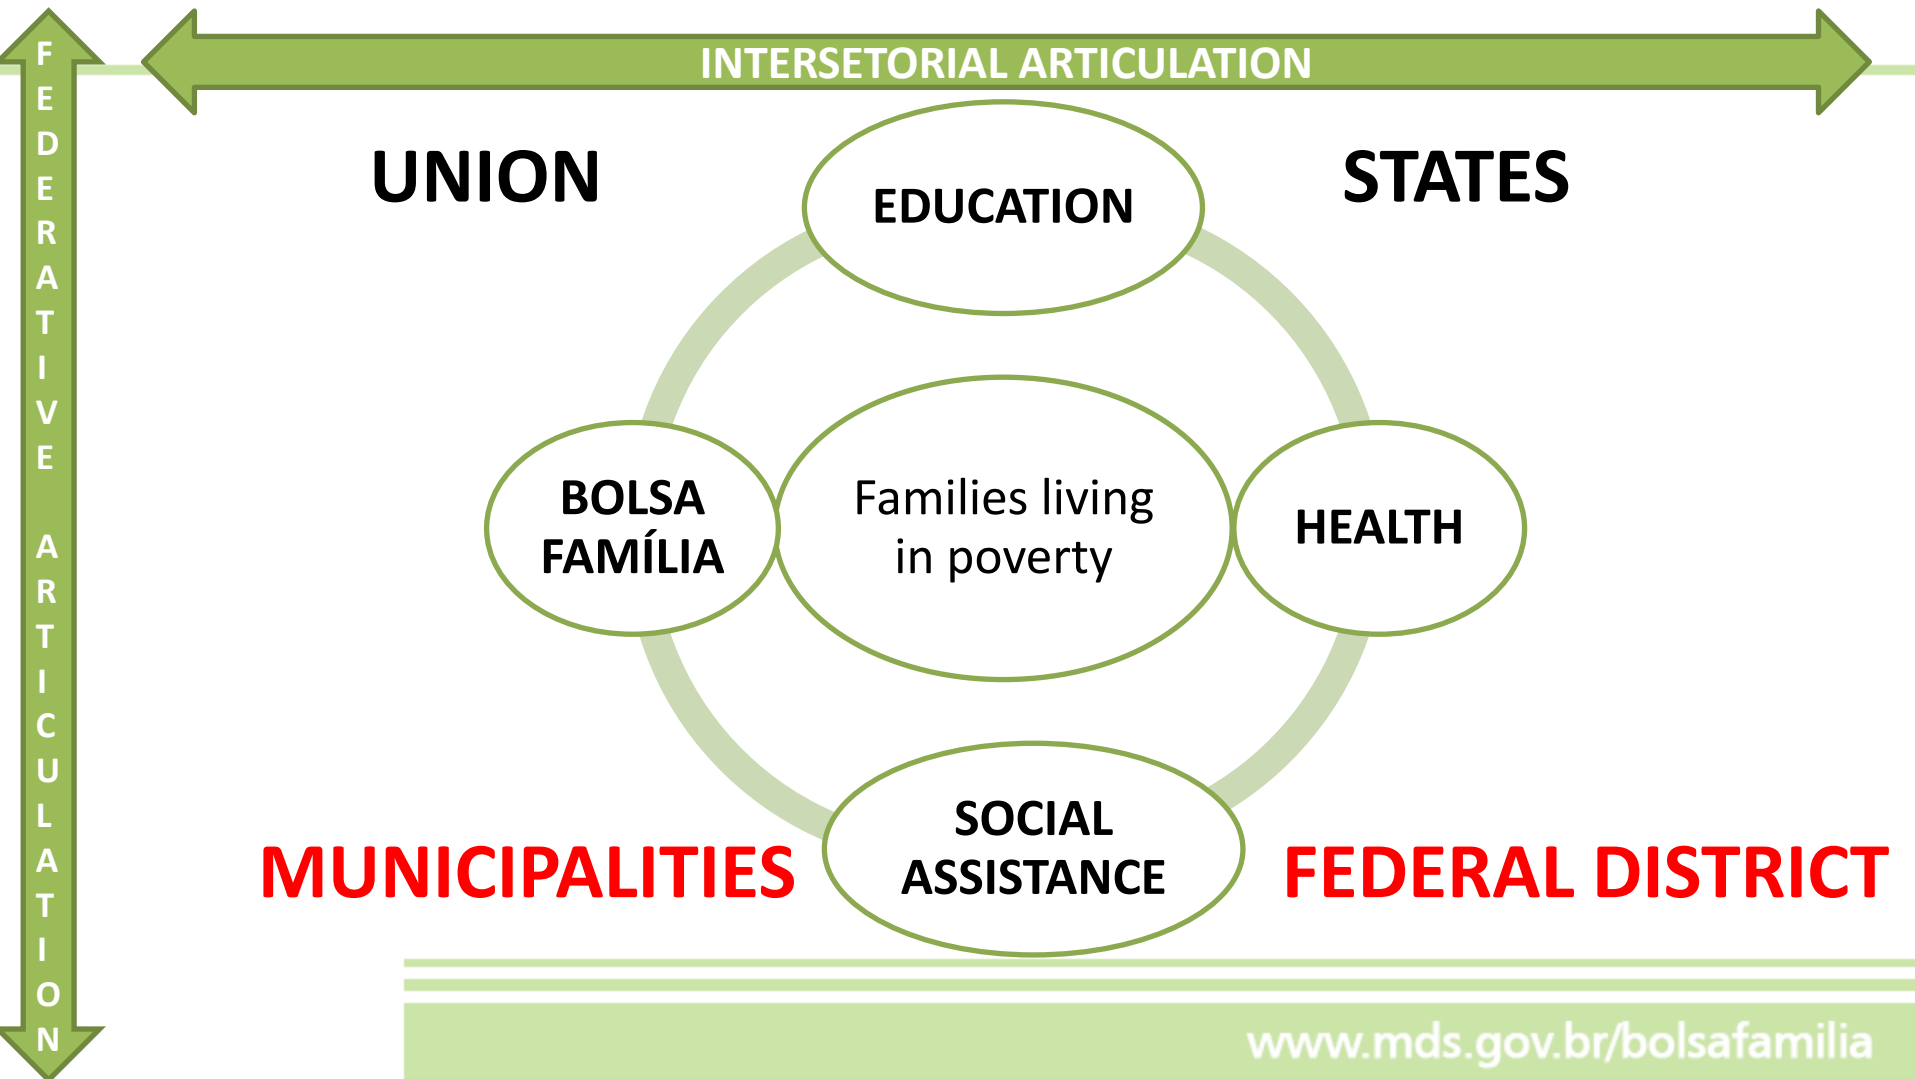 INTERSETORIAL ARTICULATION
FEDERATIVE ARTICULATION
UNION
STATES
EDUCATION
BOLSA
FAMÍLIA
Families living
in poverty
HEALTH
SOCIAL
ASSISTANCE
MUNICIPALITIES
FEDERAL DISTRICT
www.mds.gov.br/bolsafamilia